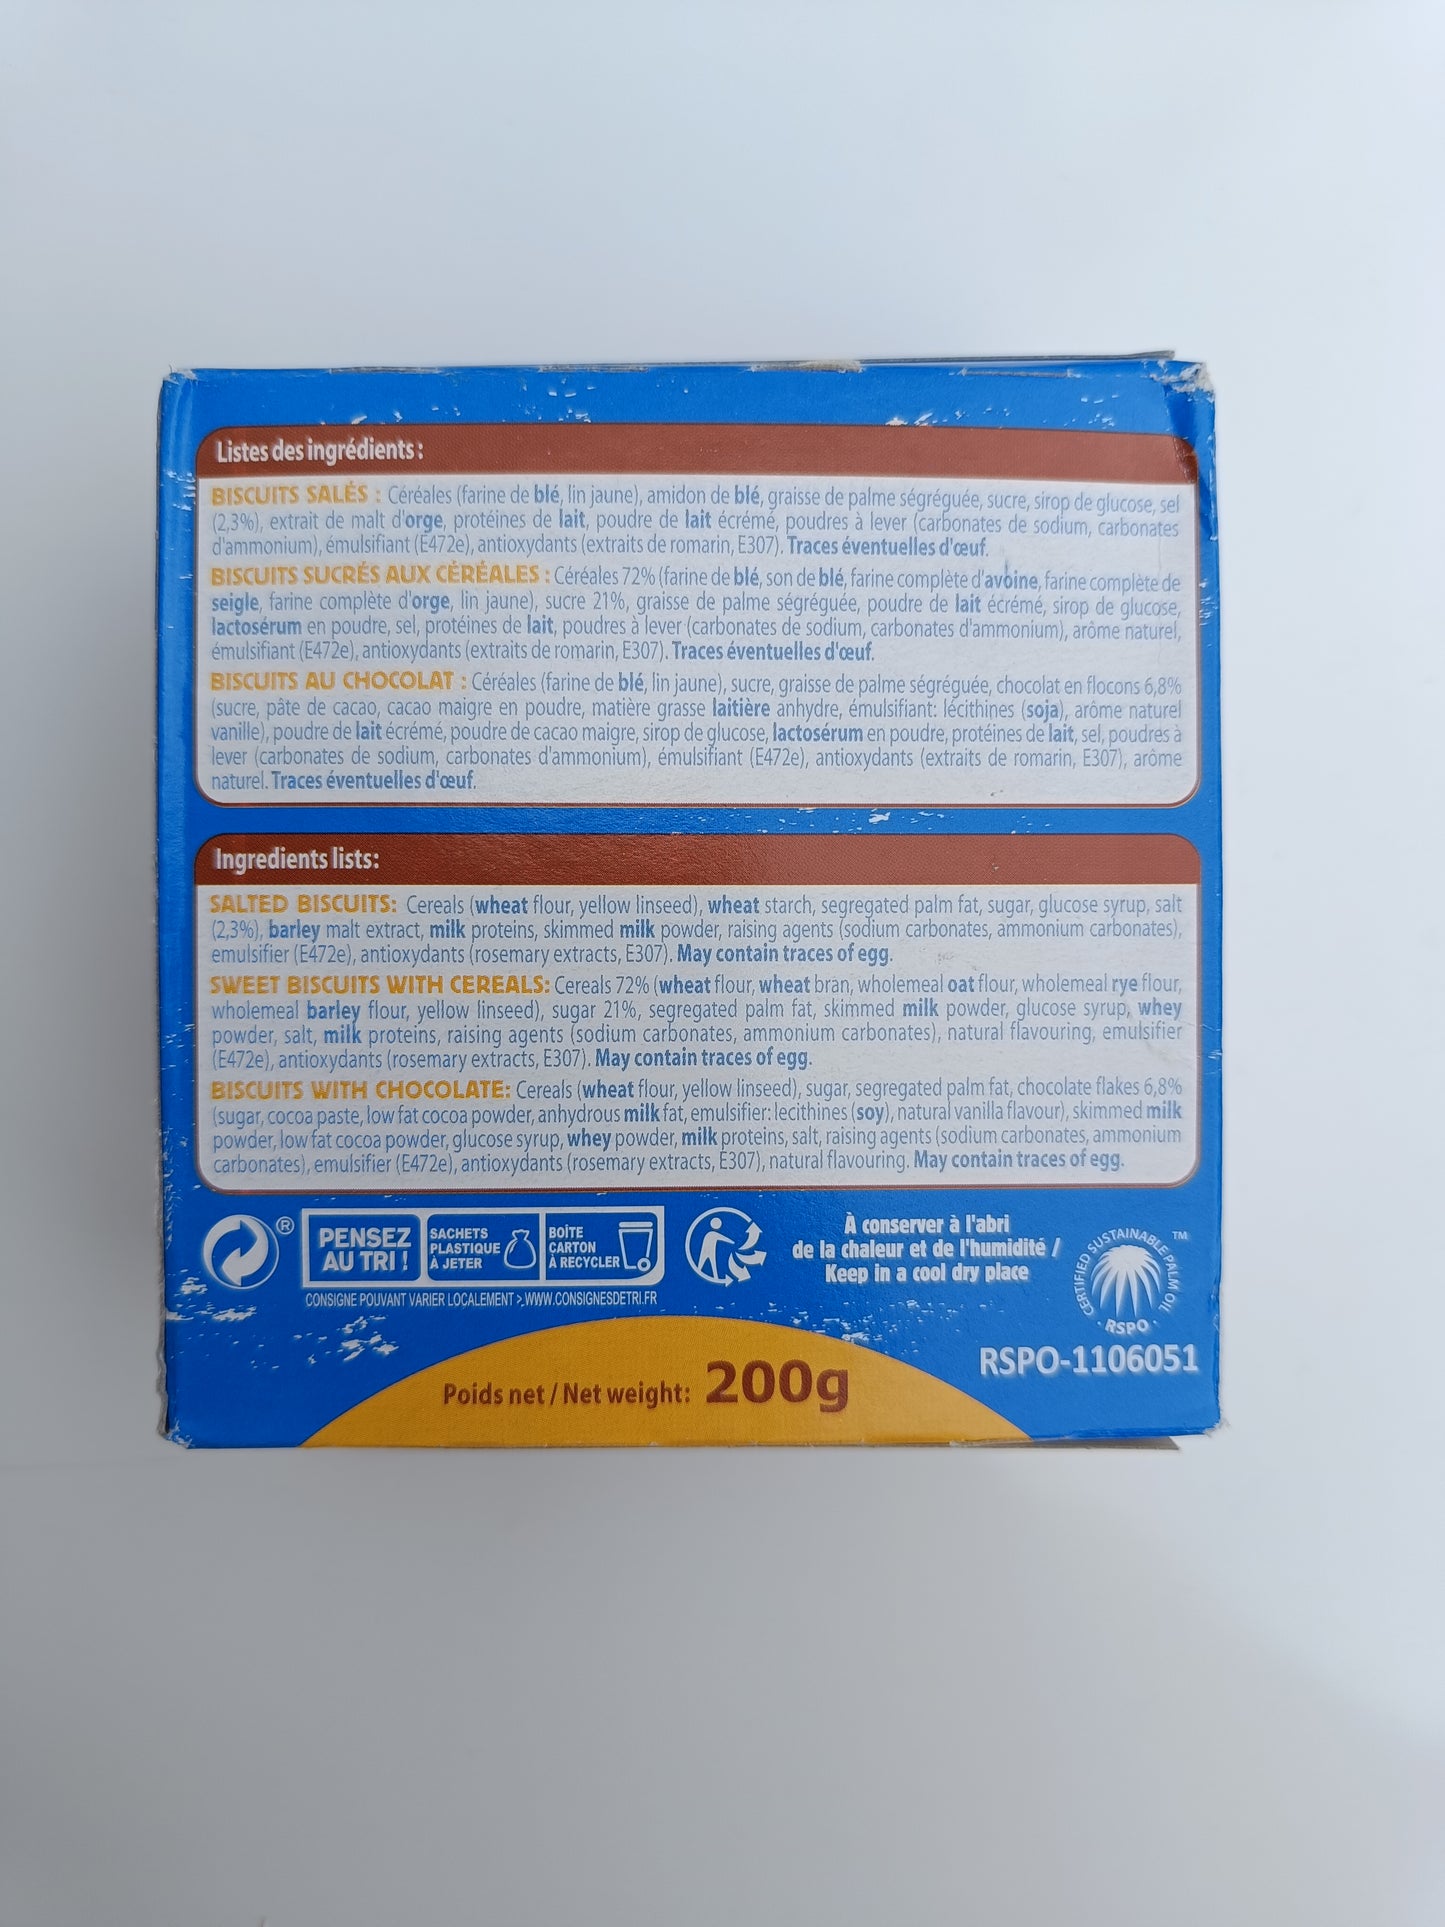 Listes des ingrédients :
BISCUITS SALÉS : Céréales (farine de blé, lin jaune), amidon de blé, graisse de palme ségréguée, sucre, sirop de glucose, sel
(2,3%), extrait de malt d'orge, protéines de lait, poudre de lait écrémé, poudres à lever (carbonates de sodium, carbonates
d'ammonium), émulsifiant (E472e), antioxydants (extraits de romarin, E307). Traces éventuelles d'œuf.
BISCUITS SUCRÉS AUX CÉRÉALES : Céréales 72% (farine de blé, son de blé, farine complète d'avoine, farine complète de
seigle, farine complète d'orge, lin jaune), sucre 21%, graisse de palme ségréguée, poudre de lait écrémé, sirop de glucose,
lactosérum en poudre, sel, protéines de lait, poudres à lever (carbonates de sodium, carbonates d'ammonium), arôme naturel,
émulsifiant (E472e), antioxydants (extraits de romarin, E307). Traces éventuelles d'œuf.
BISCUITS AU CHOCOLAT : Céréales (farine de blé, lin jaune), sucre, graisse de palme ségréguée, chocolat en flocons 6,8%
(sucre, pâte de cacao, cacao maigre en poudre, matière grasse laitière anhydre, émulsifiant: lécithines (soja), arôme naturel
vanille), poudre de lait écrémé, poudre de cacao maigre, sirop de glucose, lactosérum en poudre, protéines de lait, sel, poudres à
lever (carbonates de sodium, carbonates d'ammonium), émulsifiant (E472e), antioxydants (extraits de romarin, E307), arôme
naturel. Traces éventuelles d'œuf.
Ingredients lists:
SALTED BISCUITS: Cereals (wheat flour, yellow linseed), wheat starch, segregated palm fat, sugar, glucose syrup, salt
(2,3%), barley malt extract, milk proteins, skimmed milk powder, raising agents (sodium carbonates, ammonium carbonates),
emulsifier (E472e), antioxydants (rosemary extracts, E307). May contain traces of egg.
SWEET BISCUITS WITH CEREALS: Cereals 72% (wheat flour, wheat bran, wholemeal oat flour, wholemeal rye flour,
wholemeal barley flour, yellow linseed), sugar 21%, segregated palm fat, skimmed milk powder, glucose syrup, whey
powder, salt, milk proteins, raising agents (sodium carbonates, ammonium carbonates), natural flavouring, emulsifier
(E472e), antioxydants (rosemary extracts, E307). May contain traces of egg.
BISCUITS WITH CHOCOLATE: Cereals (wheat flour, yellow linseed), sugar, segregated palm fat, chocolate flakes 6,8%
(sugar, cocoa paste, low fat cocoa powder, anhydrous milk fat, emulsifier: lecithines (soy), natural vanilla flavour), skimmed milk
powder, low fat cocoa powder, glucose syrup, whey powder, milk proteins, salt, raising agents (sodium carbonates, ammonium
carbonates), emulsifier (E472e), antioxydants (rosemary extracts, E307), natural flavouring. May contain traces of egg.
®
PENSEZ
AU TRI !
SACHETS
PLASTIQUE
À JETER
BOÎTE
CARTON
À RECYCLER
CONSIGNE POUVANT VARIER LOCALEMENT > WWW.CONSIGNESDETRI.FR
À conserver à l'abri
de la chaleur et de l'humidité /
Keep in a cool dry place
CERTIFIED SUSTAINABLE PALM OIL ™
RSPO
RSPO-1106051
Poids net / Net weight: 200g